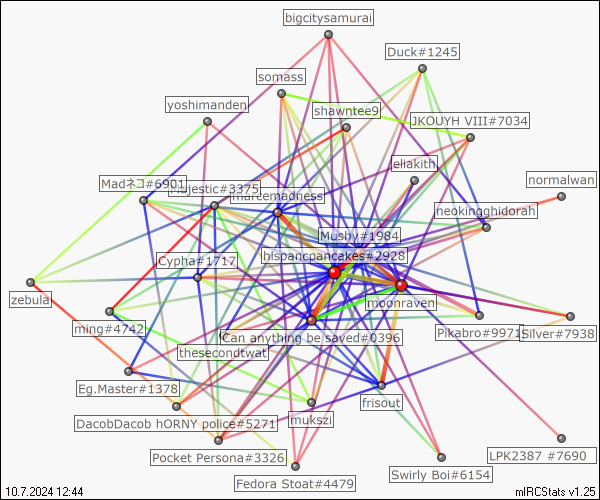 bigcitysamurai
Duck#1245
somass
yoshimanden
shawntee9
JKOUYH VIII#7034
eliakith
normalwan
Madネコ#6901
Majestic#3375
marcemadness
neokingghidorah
Mushy#1984
hispancpancakes#2928
Cypha#1717
moonraven
zebula
ming#4742
Can anything be saved#0396
Pikabro#9971
Silver#7938
thesecondtwat
Eg.Master#1378
frisout
DacobDacob hORNY police#5271
mukszi
Pocket Persona#3326
LPK2387 #7690
Swirly Boi#6154
Fedora Stoat#4479
10.7.2024 12:44
mIRCStats v1.25